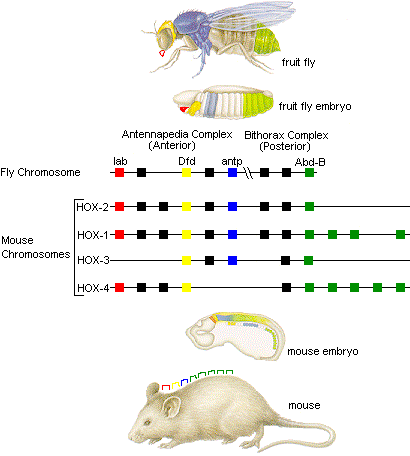 fruit fly
fruit fly embryo
Antennapedia Complex
(Anterior)
Bithorax Complex
(Posterior)
lab
Dfd
antp
Abd-B
Fly Chromosome
HOX-2
HOX-1
Mouse
Chromosomes
HOX-3
HOX-4
mouse embryo
mouse